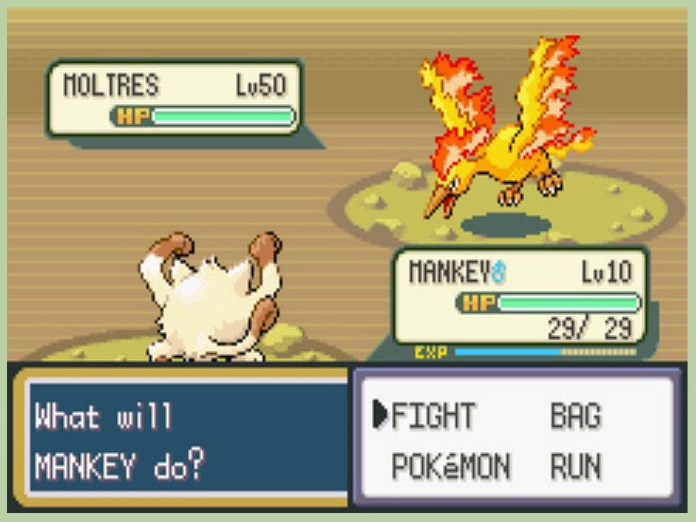 MOLTRES Lv50
HP
MANKEY♂ Lv10
HP
29/ 29
EXP
What will
MANKEY do?
▶FIGHT BAG
POKéMON RUN